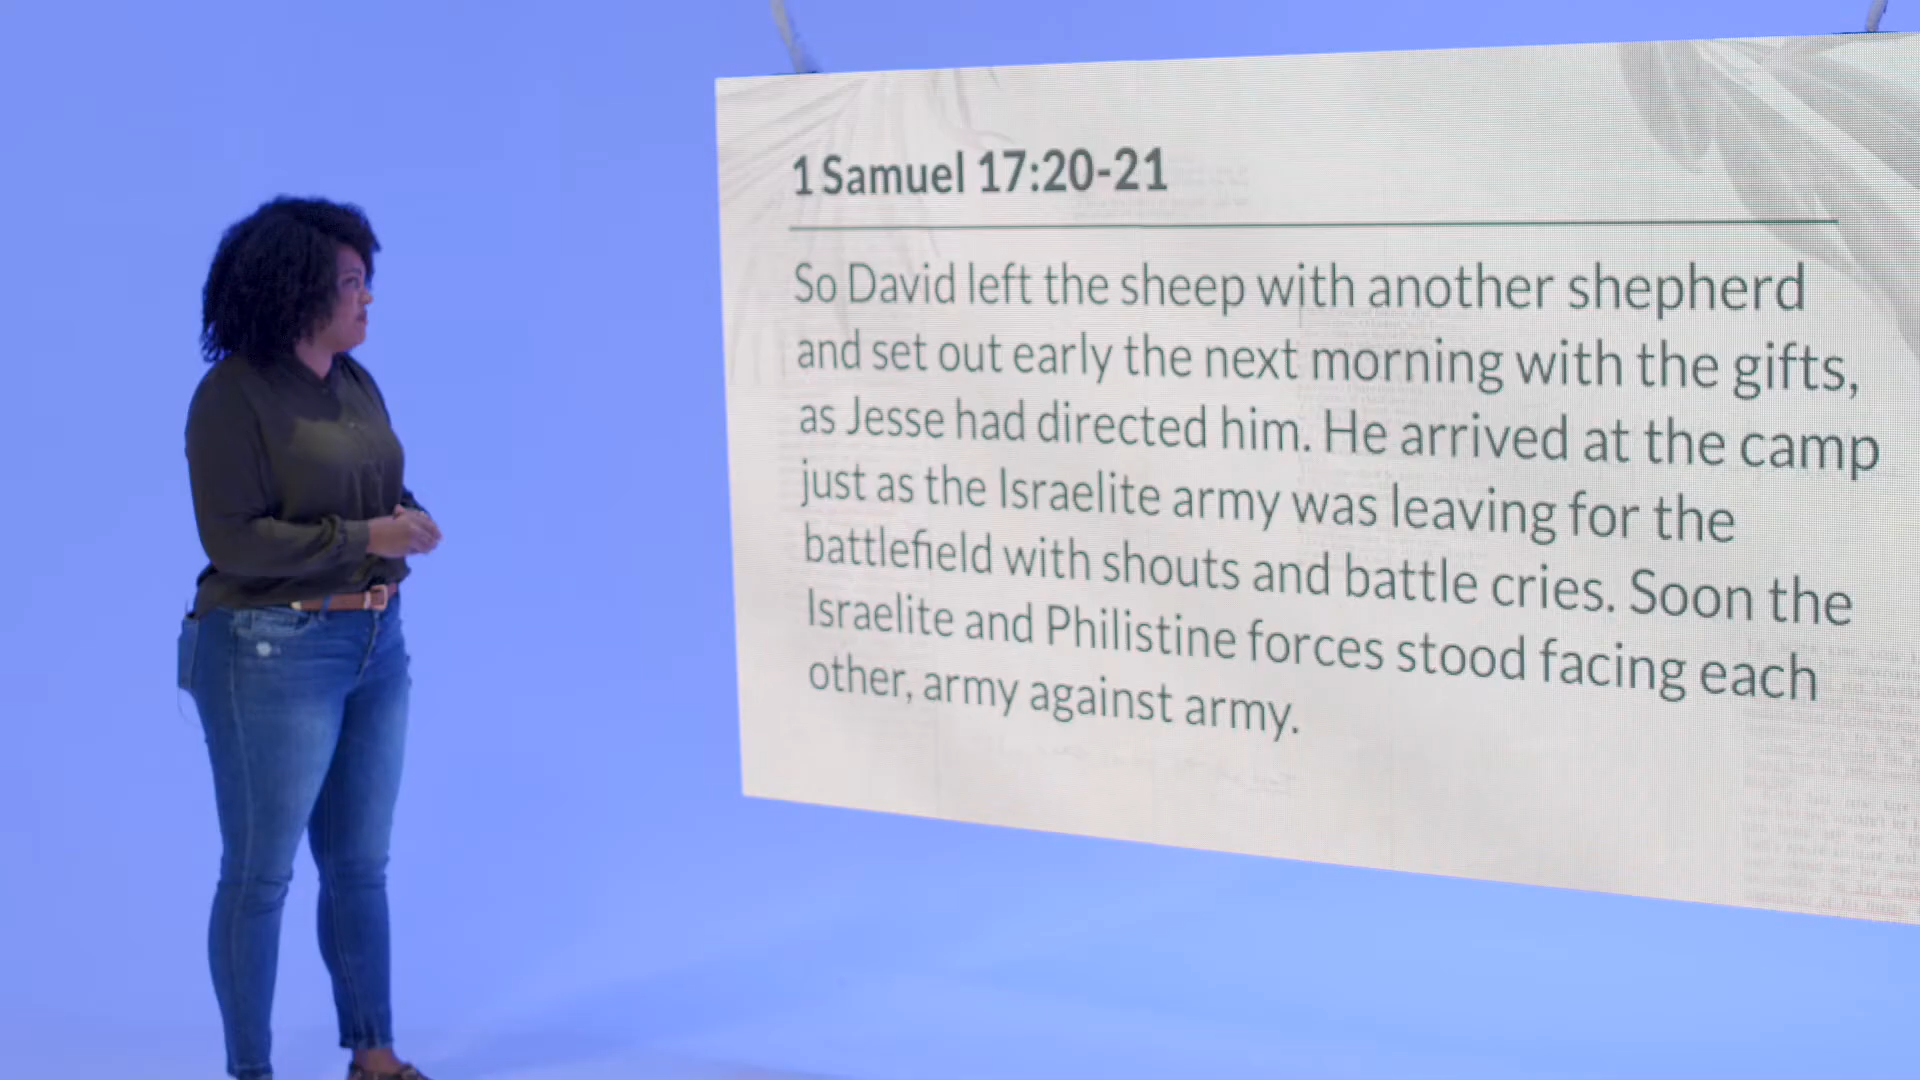 1 Samuel 17:20-21
So David left the sheep with another shepherd
and set out early the next morning with the gifts,
as Jesse had directed him. He arrived at the camp
just as the Israelite army was leaving for the
battlefield with shouts and battle cries. Soon the
Israelite and Philistine forces stood facing each
other, army against army.